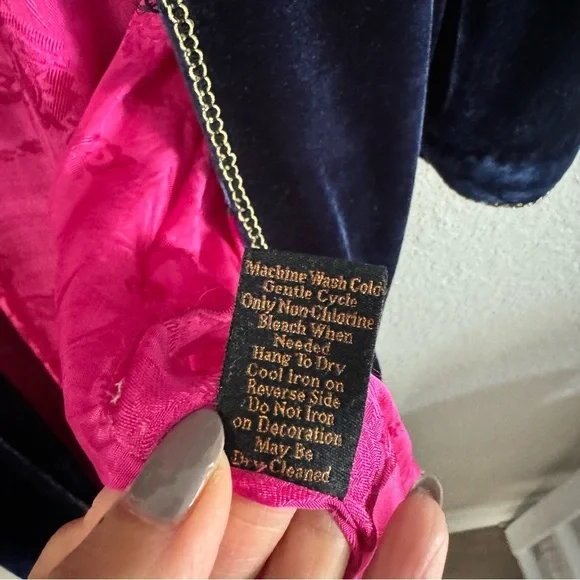 Machine Wash Cold
Gentle Cycle
Only Non-Chlorine
Bleach When
Needed
Hang To Dry
Cool Iron on
Reverse Side
Do Not Iron
on Decoration
May Be
Dry Cleaned